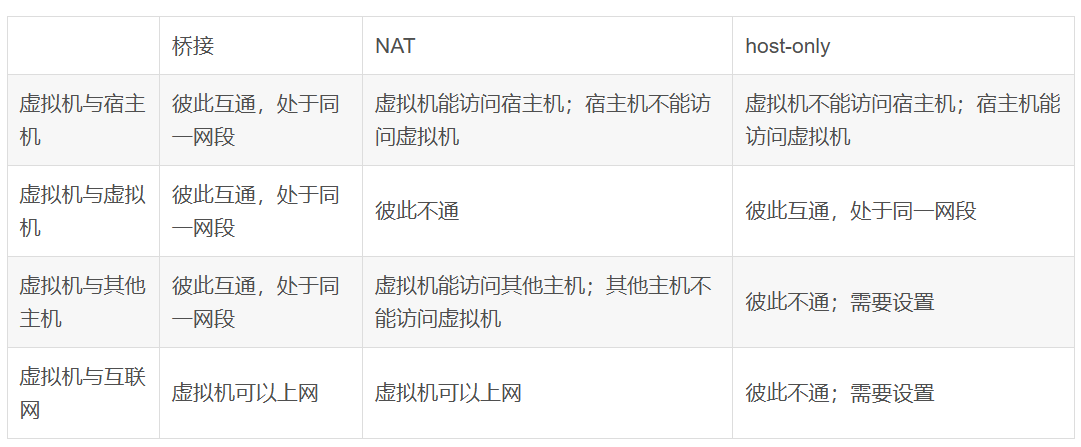 桥接 NAT host-only
虚拟机与宿主 彼此互通，处于同 虚拟机能访问宿主机；宿主机不能访 虚拟机不能访问宿主机；宿主机能
机 一网段 问虚拟机 访问虚拟机
虚拟机与虚拟 彼此互通，处于同 彼此不通 彼此互通，处于同一网段
机 一网段
虚拟机与其他 彼此互通，处于同 虚拟机能访问其他主机；其他主机不 彼此不通；需要设置
主机 一网段 能访问虚拟机
虚拟机与互联 虚拟机可以上网 虚拟机可以上网 彼此不通；需要设置
网